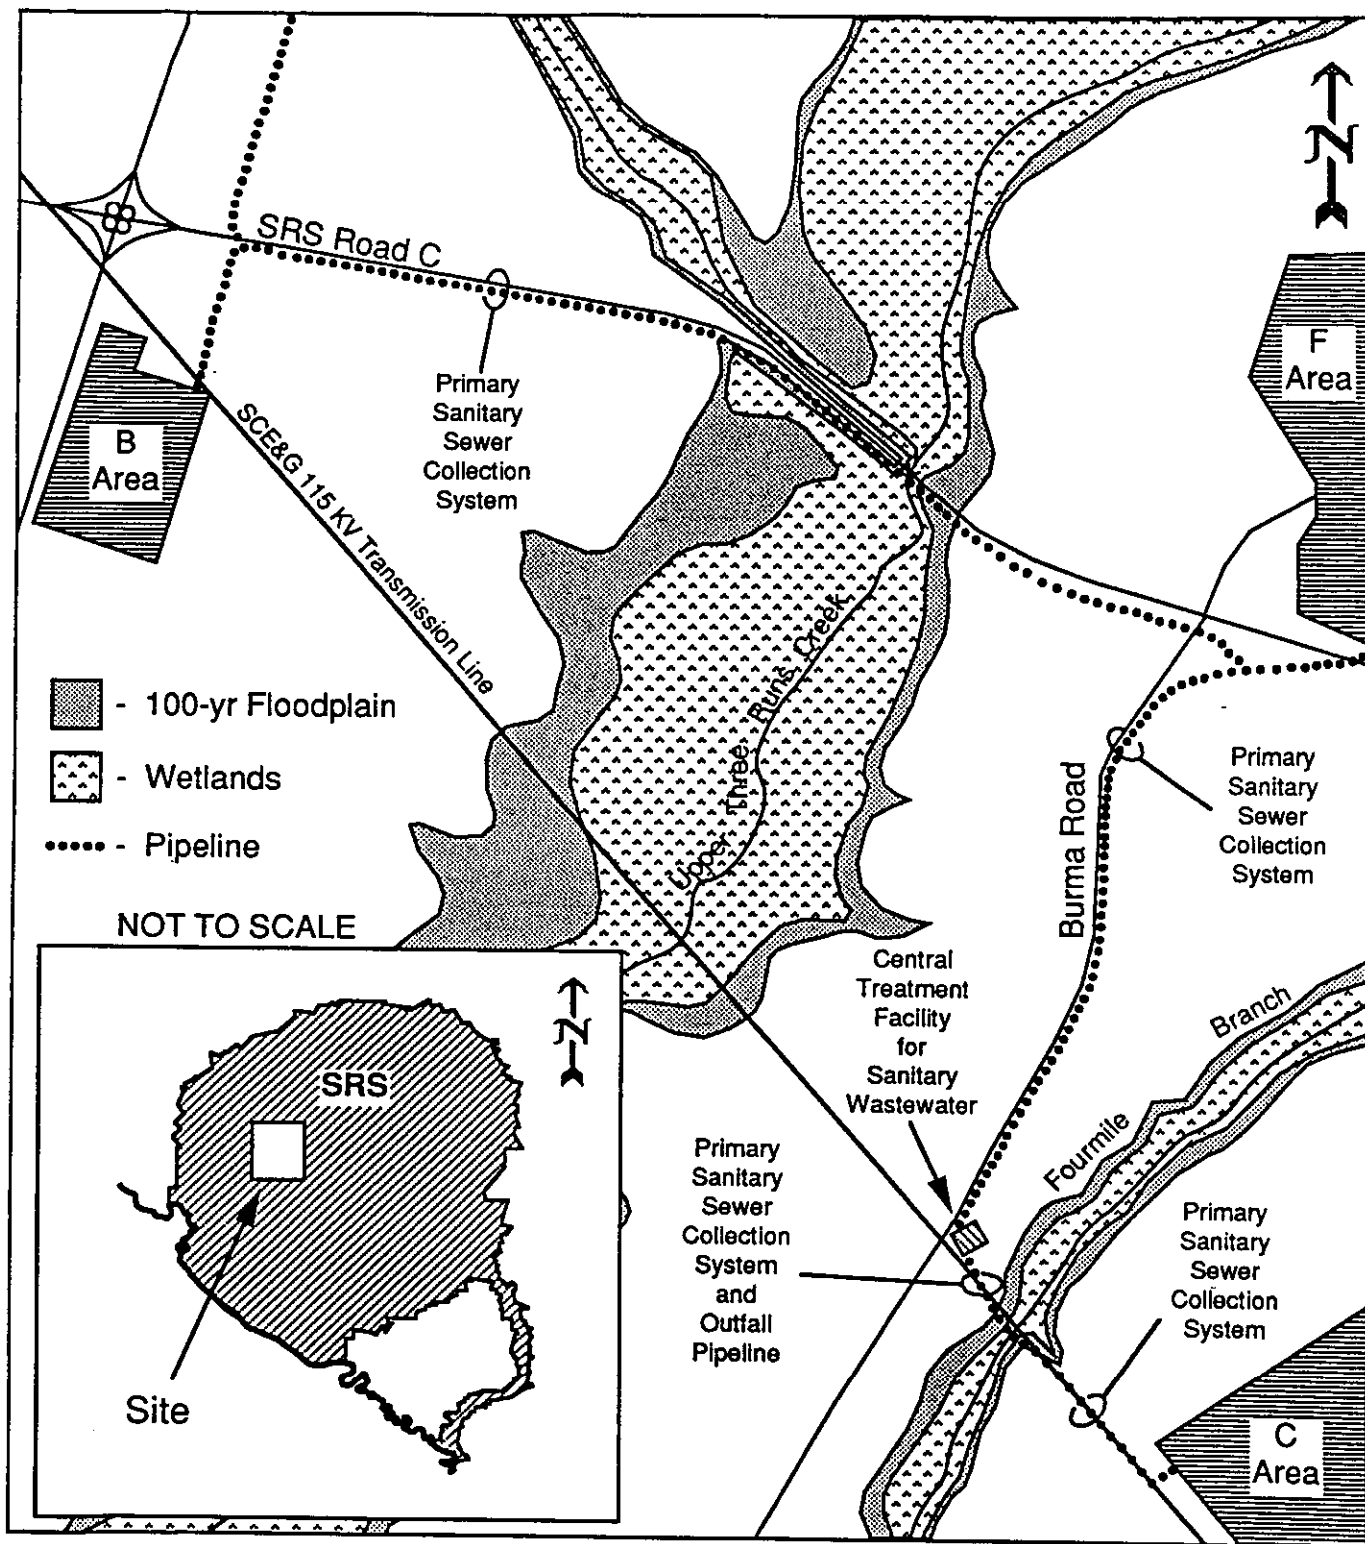 N
SRS Road C
F
Area
Primary
Sanitary
Sewer
Collection
System
B
Area
SCE&G 115 KV Transmission Line
Upper Three Runs Creek
- 100-yr Floodplain
- Wetlands
- Pipeline
NOT TO SCALE
Burma Road
Primary
Sanitary
Sewer
Collection
System
Central
Treatment
Facility
for
Sanitary
Wastewater
Fourmile Branch
N
SRS
Site
Primary
Sanitary
Sewer
Collection
System
and
Outfall
Pipeline
Primary
Sanitary
Sewer
Collection
System
C
Area